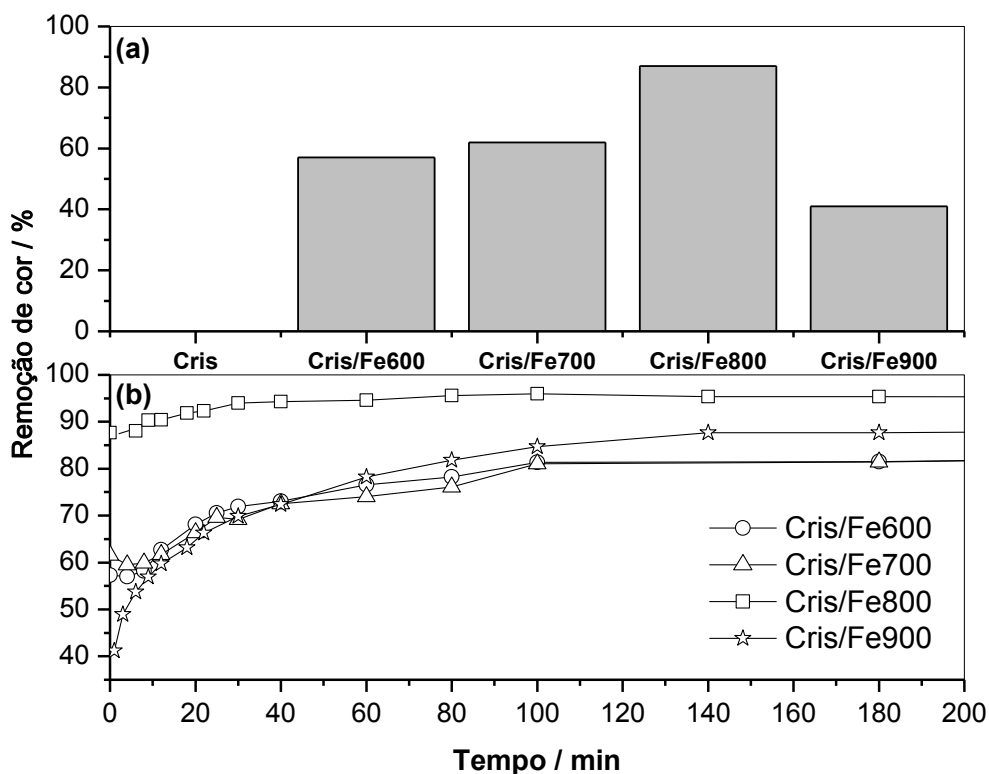 (a)
100
80
60
40
20
0
Cris Cris/Fe600 Cris/Fe700 Cris/Fe800 Cris/Fe900
Remoção de cor / %
(b)
100
90
80
70
60
50
40
Cris/Fe600
Cris/Fe700
Cris/Fe800
Cris/Fe900
0 20 40 60 80 100 120 140 160 180 200
Tempo / min